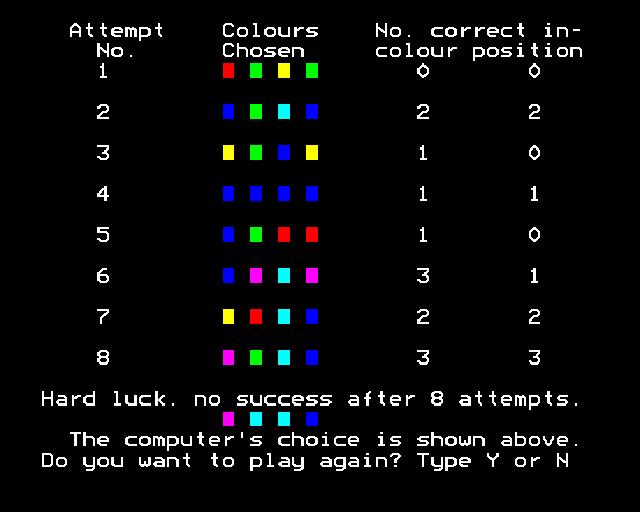 Attempt Colours No. correct in-
No. Chosen colour position
1 0 0
2 2 2
3 1 0
4 1 1
5 1 0
6 3 1
7 2 2
8 3 3
Hard luck. no success after 8 attempts.
The computer's choice is shown above.
Do you want to play again? Type Y or N